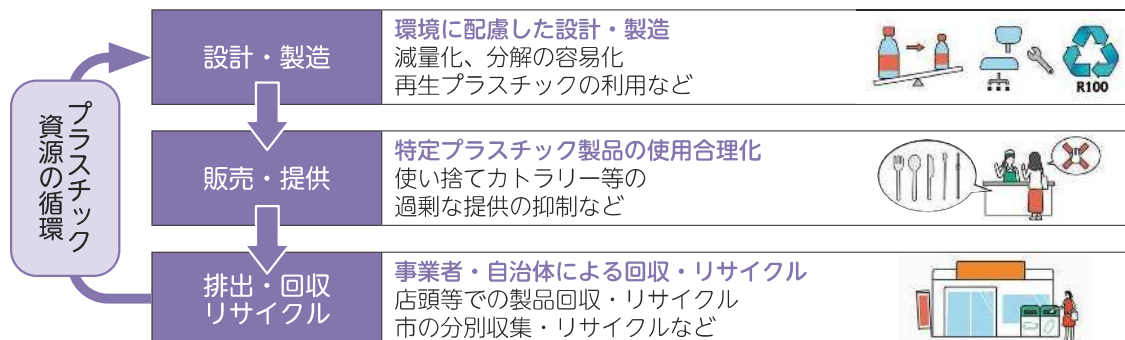 プラスチック
資源の循環
設計・製造
環境に配慮した設計・製造
減量化、分解の容易化
再生プラスチックの利用など
R100
販売・提供
特定プラスチック製品の使用合理化
使い捨てカトラリー等の
過剰な提供の抑制など
排出・回収
リサイクル
事業者・自治体による回収・リサイクル
店頭等での製品回収・リサイクル
市の分別収集・リサイクルなど